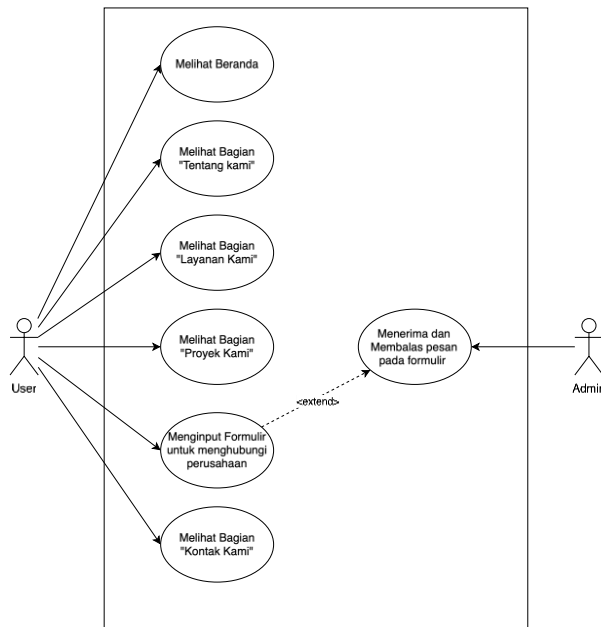 Melihat Beranda
Melihat Bagian
"Tentang kami"
Melihat Bagian
"Layanan Kami"
Melihat Bagian
"Proyek Kami"
Menerima dan
Membalas pesan
pada formulir
User
Admin
<extend>
Menginput Formulir
untuk menghubungi
perusahaan
Melihat Bagian
"Kontak Kami"